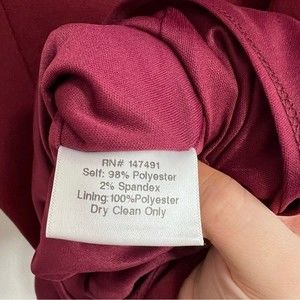 RN# 147491
Self: 98% Polyester
2% Spandex
Lining:100%Polyester
Dry Clean Only